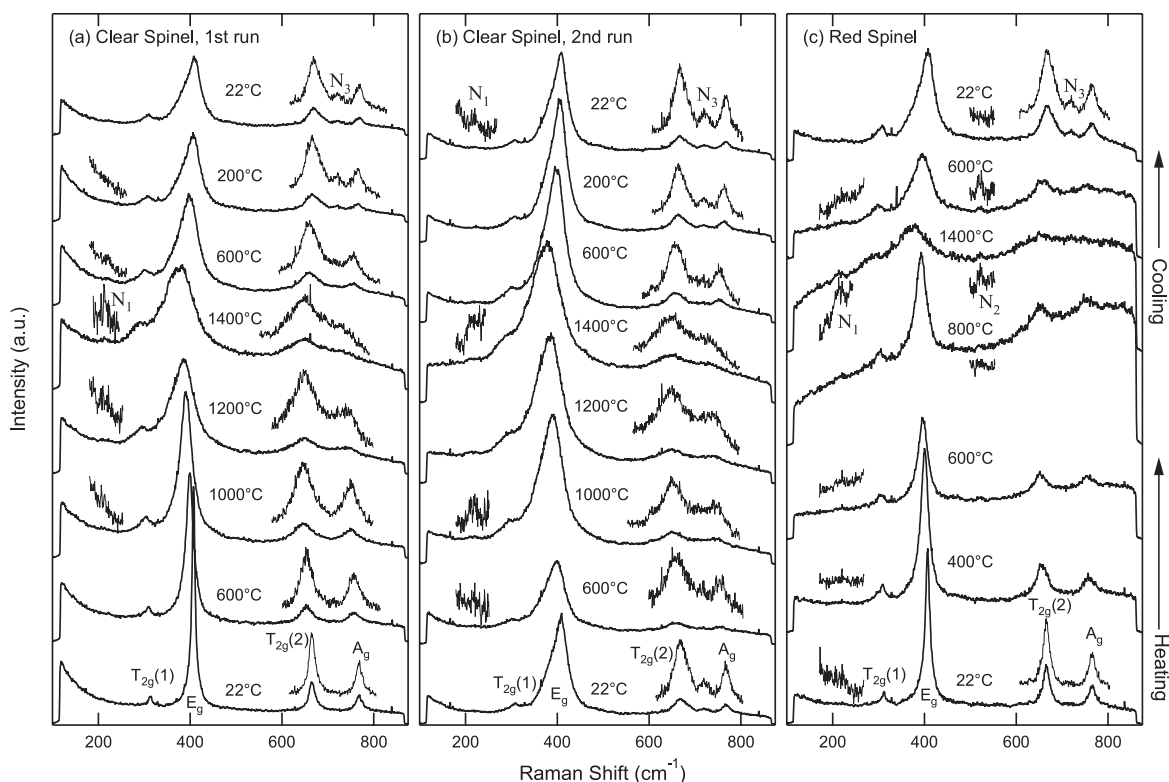 (a) Clear Spinel, 1st run
22°C
N3
200°C
600°C
N1
1400°C
1200°C
1000°C
600°C
T2g(2)
Ag
T2g(1)
Eg
22°C
200 400 600 800
(b) Clear Spinel, 2nd run
N1
22°C
N3
200°C
600°C
1400°C
1200°C
1000°C
600°C
T2g(2)
Ag
T2g(1)
Eg
22°C
200 400 600 800
(c) Red Spinel
22°C
N3
600°C
1400°C
N1
N2
800°C
600°C
400°C
T2g(2)
Ag
T2g(1)
Eg
22°C
200 400 600 800
Intensity (a.u.)
Raman Shift (cm-1)
Cooling
Heating